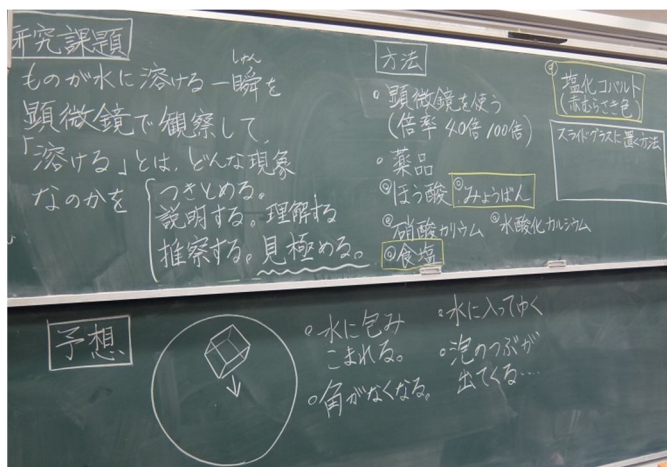 研究課題
しゅん
ものが水に溶ける一瞬を
顕微鏡で観察して、
「溶ける」とは、どんな現象
なのかを
つきとめる。
説明する。理解する
推察する。見極める。
方法
顕微鏡を使う
(倍率 40倍/100倍)
薬品
ほう酸 みょうばん
硝酸カリウム 水酸化カルシウム
食塩
塩化コバルト
(赤むらさき色)
スライドグラスに置く方法
予想
水に包み
こまれる。
角がなくなる。
水に入ってゆく
泡のつぶが
出てくる…